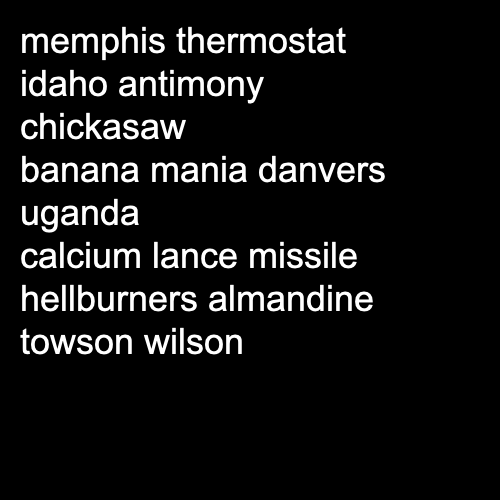 memphis thermostat
idaho antimony
chickasaw
banana mania danvers
uganda
calcium lance missile
hellburners almandine
towson wilson